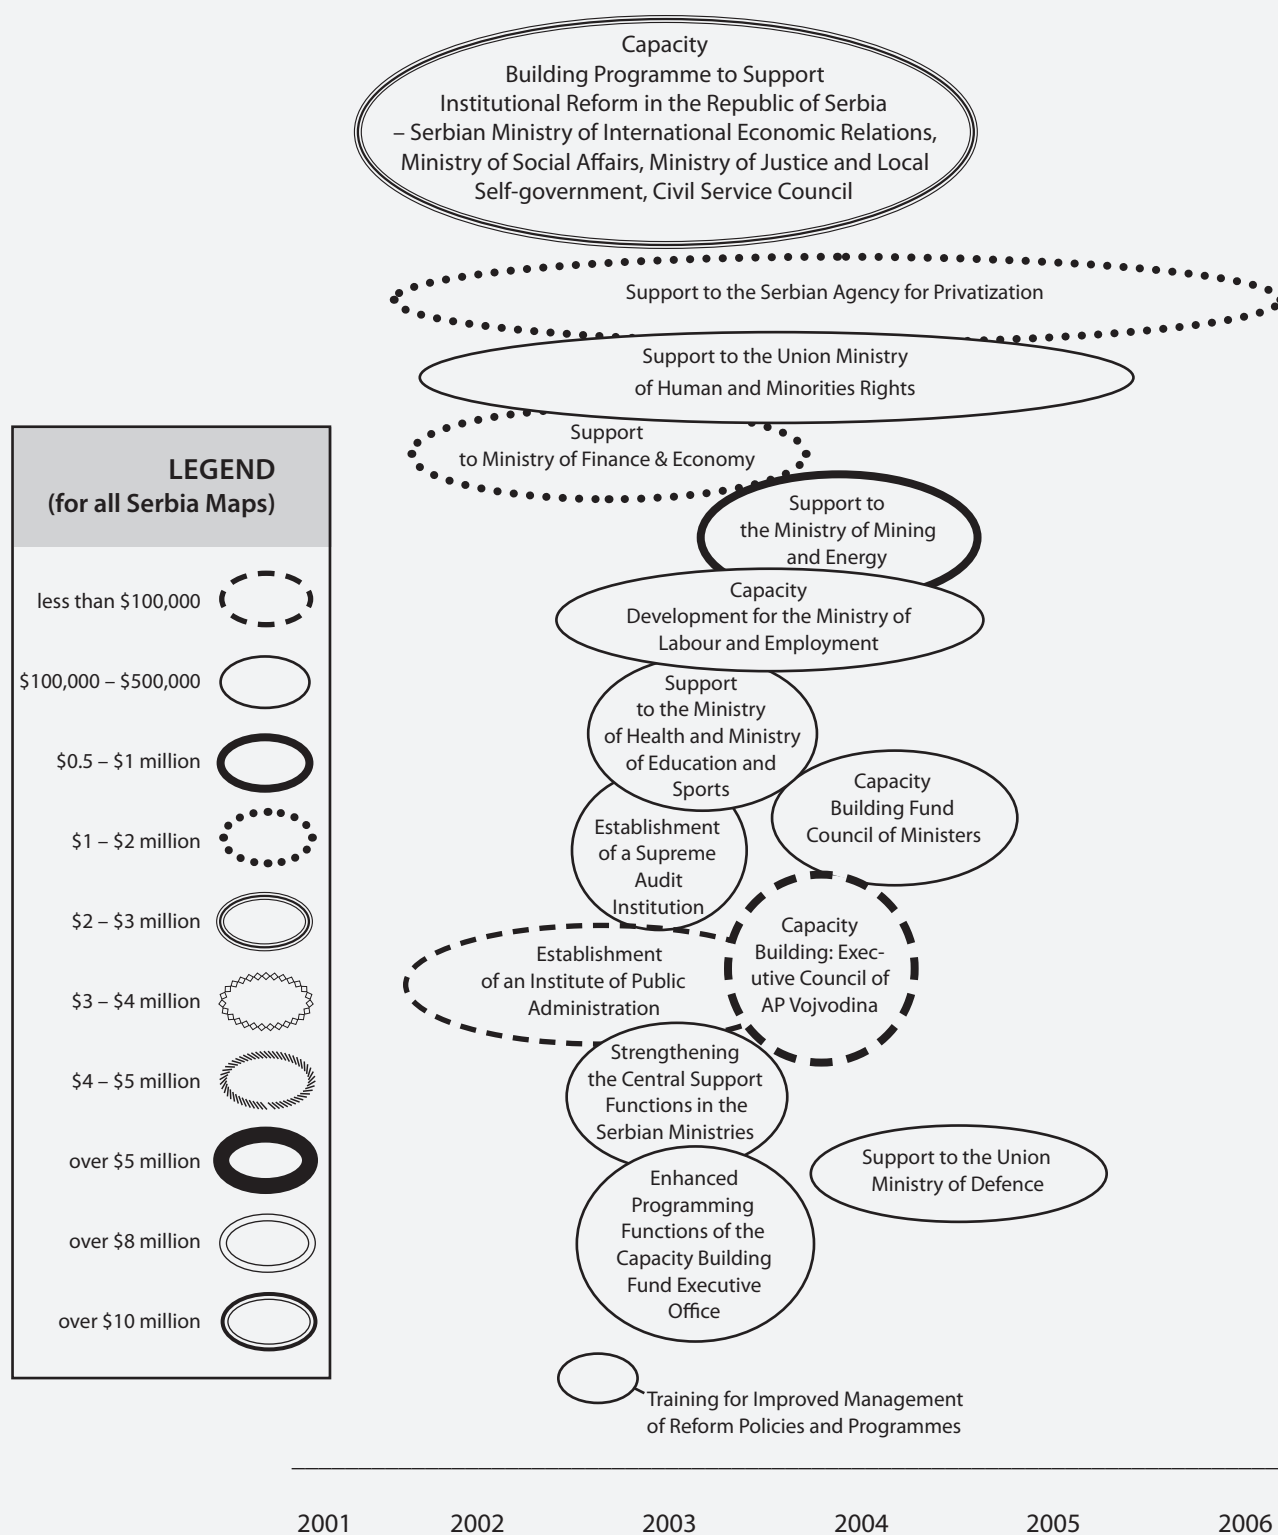 Capacity
Building Programme to Support
Institutional Reform in the Republic of Serbia
– Serbian Ministry of International Economic Relations,
Ministry of Social Affairs, Ministry of Justice and Local
Self-government, Civil Service Council
Support to the Serbian Agency for Privatization
Support to the Union Ministry
of Human and Minorities Rights
Support
to Ministry of Finance & Economy
Support to
the Ministry of Mining
and Energy
Capacity
Development for the Ministry of
Labour and Employment
Support
to the Ministry
of Health and Ministry
of Education and
Sports
Capacity
Building Fund
Council of Ministers
Establishment
of a Supreme
Audit
Institution
Capacity
Building: Exec-
utive Council of
AP Vojvodina
Establishment
of an Institute of Public
Administration
Strengthening
the Central Support
Functions in the
Serbian Ministries
Support to the Union
Ministry of Defence
Enhanced
Programming
Functions of the
Capacity Building
Fund Executive
Office
Training for Improved Management
of Reform Policies and Programmes
LEGEND
(for all Serbia Maps)
less than $100,000
$100,000 – $500,000
$0.5 – $1 million
$1 – $2 million
$2 – $3 million
$3 – $4 million
$4 – $5 million
over $5 million
over $8 million
over $10 million
2001 2002 2003 2004 2005 2006